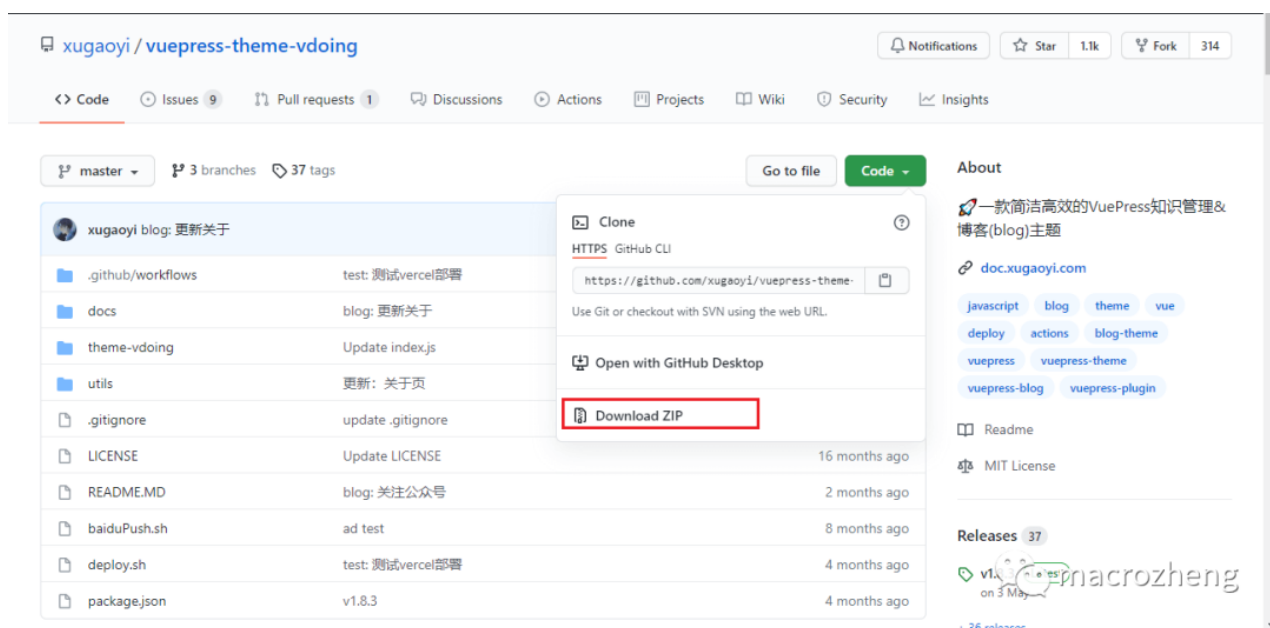 xugaoyi / vuepress-theme-vdoing
Notifications
Star 1.1k
Fork 314
Code
Issues 9
Pull requests 1
Discussions
Actions
Projects
Wiki
Security
Insights
master
3 branches
37 tags
Go to file
Code
xugaoyi blog: 更新关于
.github/workflows test: 测试vercel部署
docs blog: 更新关于
theme-vdoing Update index.js
utils 更新：关于页
.gitignore update .gitignore
LICENSE Update LICENSE 16 months ago
README.MD blog: 关注公众号 2 months ago
baiduPush.sh ad test 8 months ago
deploy.sh test: 测试vercel部署 4 months ago
package.json v1.8.3 4 months ago
Clone
HTTPS GitHub CLI
https://github.com/xugaoyi/vuepress-theme-
Use Git or checkout with SVN using the web URL.
Open with GitHub Desktop
Download ZIP
About
🚀一款简洁高效的VuePress知识管理&
博客(blog)主题
doc.xugaoyi.com
javascript blog theme vue
deploy actions blog-theme
vuepress vuepress-theme
vuepress-blog vuepress-plugin
Readme
MIT License
Releases 37
on 3 May
macrozheng
+ 36 releases